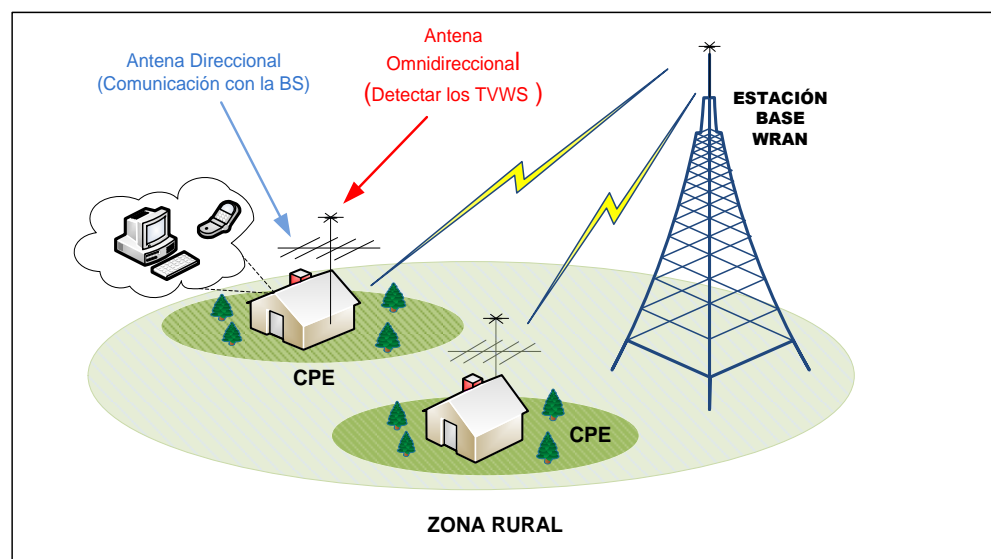 Antena Direccional
(Comunicación con la BS)
Antena
Omnidireccional
(Detectar los TVWS )
ESTACIÓN
BASE
WRAN
CPE
CPE
ZONA RURAL